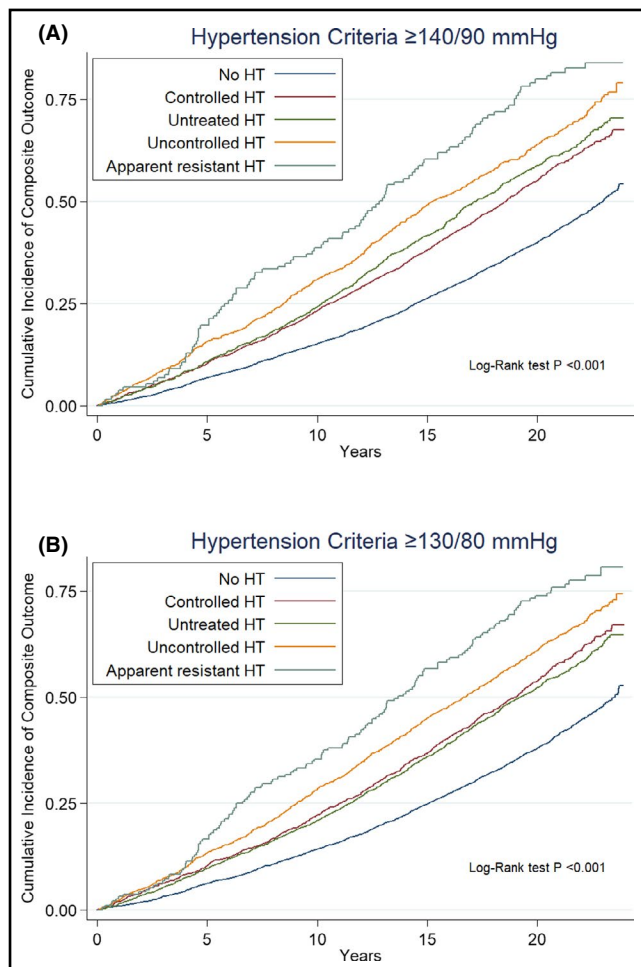 (A)
Hypertension Criteria ≥140/90 mmHg
No HT
Controlled HT
Untreated HT
Uncontrolled HT
Apparent resistant HT
Cumulative Incidence of Composite Outcome
0.75
0.50
0.25
0.00
Log-Rank test P <0.001
0 5 10 15 20
Years
(B)
Hypertension Criteria ≥130/80 mmHg
No HT
Controlled HT
Untreated HT
Uncontrolled HT
Apparent resistant HT
Cumulative Incidence of Composite Outcome
0.75
0.50
0.25
0.00
Log-Rank test P <0.001
0 5 10 15 20
Years